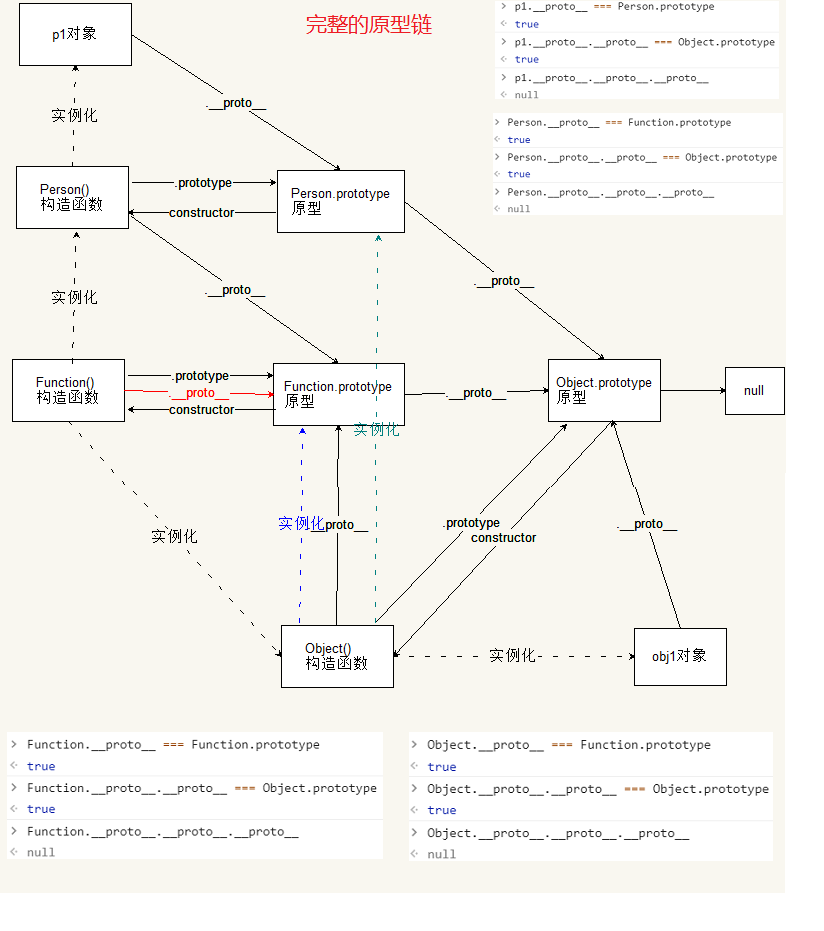 完整的原型链
> p1.__proto__ === Person.prototype
<· true
> p1.__proto__.__proto__ === Object.prototype
<· true
> p1.__proto__.__proto__.__proto__
<· null
> Person.__proto__ === Function.prototype
<· true
> Person.__proto__.__proto__ === Object.prototype
<· true
> Person.__proto__.__proto__.__proto__
<· null
p1对象
.__proto__
实例化
Person()
构造函数
.prototype
constructor
Person.prototype
原型
实例化
.__proto__
.__proto__
Function()
构造函数
.prototype
.__proto__
constructor
Function.prototype
原型
.__proto__
Object.prototype
原型
null
实例化
实例化
实例化
.__proto__
.prototype
constructor
.__proto__
Object()
构造函数
实例化
obj1对象
> Function.__proto__ === Function.prototype
<· true
> Function.__proto__.__proto__ === Object.prototype
<· true
> Function.__proto__.__proto__.__proto__
<· null
> Object.__proto__ === Function.prototype
<· true
> Object.__proto__.__proto__ === Object.prototype
<· true
> Object.__proto__.__proto__.__proto__
<· null